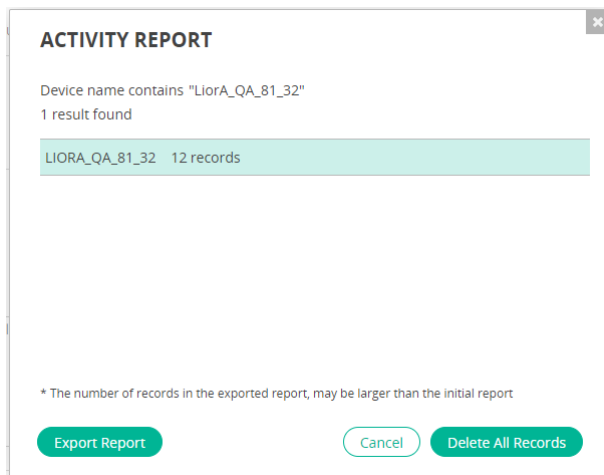 ACTIVITY REPORT
Device name contains "LiorA_QA_81_32"
1 result found
LIORA_QA_81_32 12 records
* The number of records in the exported report, may be larger than the initial report
Export Report Cancel Delete All Records